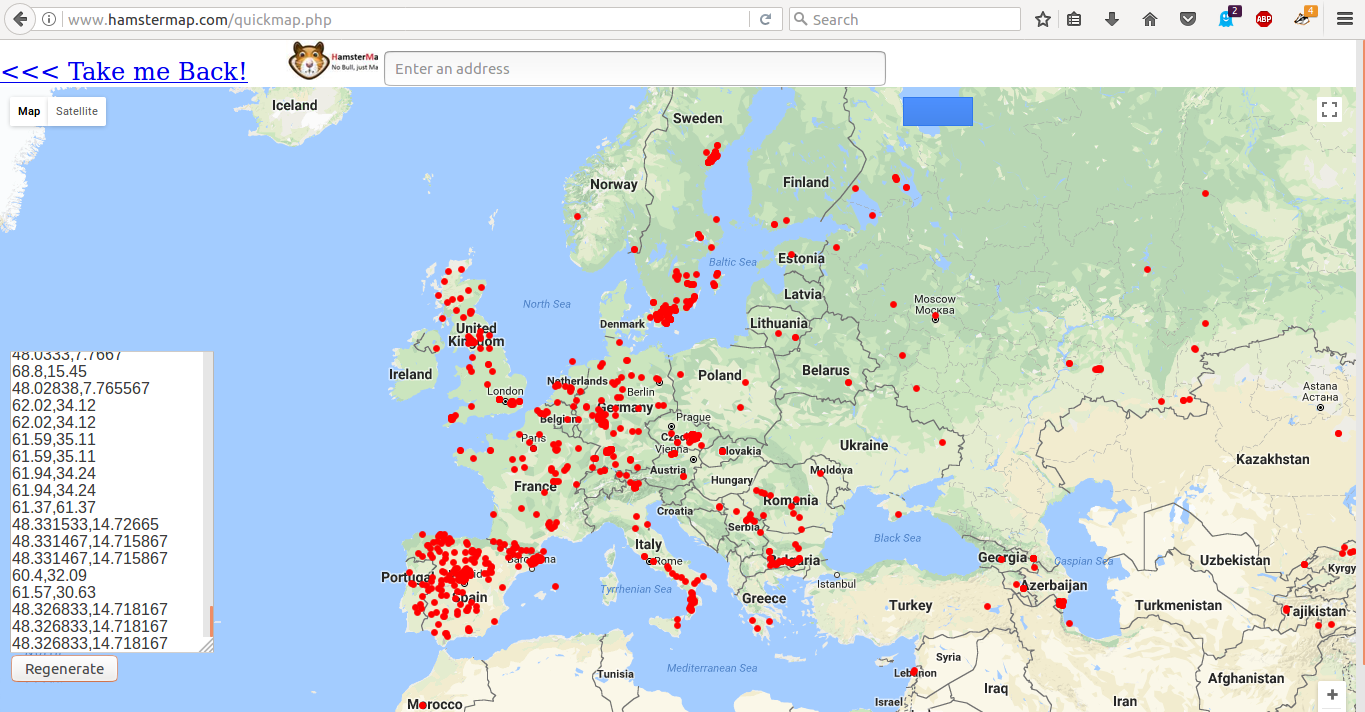 www.hamstermap.com/quickmap.php
Search
2
ABP
4
<<< Take me Back!
HamsterMa
No Bull, just Ma
Enter an address
Map
Satellite
Iceland
Sweden
Norway
Finland
Estonia
Baltic Sea
Latvia
Moscow
Москва
North Sea
Denmark
Lithuania
United
Kingdom
Ireland
Poland
Belarus
Netherlands
Berlin
London
Germany
Belgium
Prague
Astana
Астана
Paris
Czec
Vienna
Slovakia
Ukraine
Kazakhstan
Austria
Moldova
France
Hungary
Romania
Croatia
Serbia
Italy
Black Sea
Bulgaria
Georgia
Caspian Sea
Uzbekistan
Kyrgy
Rome
Portuga
Spain
Istanbul
Azerbaijan
Tyrrhenian Sea
Greece
Turkey
Turkmenistan
Tajikistan
Syria
Mediterranean Sea
Tunisia
Lebanon
Afghanistan
Iraq
Iran
Israel
Morocco
48.0333,7.7667
68.8,15.45
48.02838,7.765567
62.02,34.12
62.02,34.12
61.59,35.11
61.59,35.11
61.94,34.24
61.94,34.24
61.37,61.37
48.331533,14.72665
48.331467,14.715867
48.331467,14.715867
60.4,32.09
61.57,30.63
48.326833,14.718167
48.326833,14.718167
48.326833,14.718167
Regenerate
+